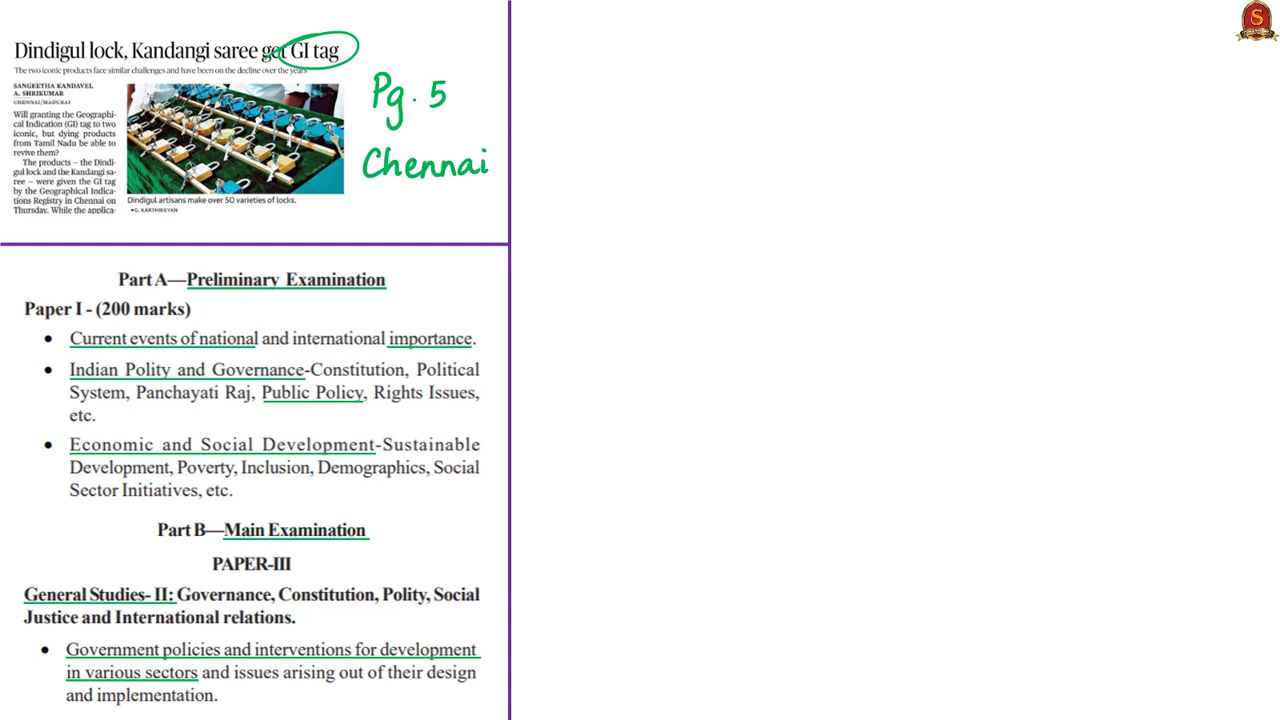 Dindigul lock, Kandangi saree get GI tag
The two iconic products face similar challenges and have been on the decline over the years
SANGEETHA KANDAVEL
A. SHRIKUMAR
CHENNAI/MADURAI
Will granting the Geographi-
cal Indication (GI) tag to two
iconic, but dying products
from Tamil Nadu be able to
revive them?
The products – the Dindi-
gul lock and the Kandangi sa-
ree – were given the GI tag
by the Geographical Indica-
tions Registry in Chennai on
Thursday. While the applica-
Dindigul artisans make over 50 varieties of locks.
•G. KARTHIKEYAN
Pg. 5
Chennai
Part A—Preliminary Examination
Paper I - (200 marks)
• Current events of national and international importance.
• Indian Polity and Governance-Constitution, Political
System, Panchayati Raj, Public Policy, Rights Issues,
etc.
• Economic and Social Development-Sustainable
Development, Poverty, Inclusion, Demographics, Social
Sector Initiatives, etc.
Part B—Main Examination
PAPER-III
General Studies- II: Governance, Constitution, Polity, Social
Justice and International relations.
• Government policies and interventions for development
in various sectors and issues arising out of their design
and implementation.
S